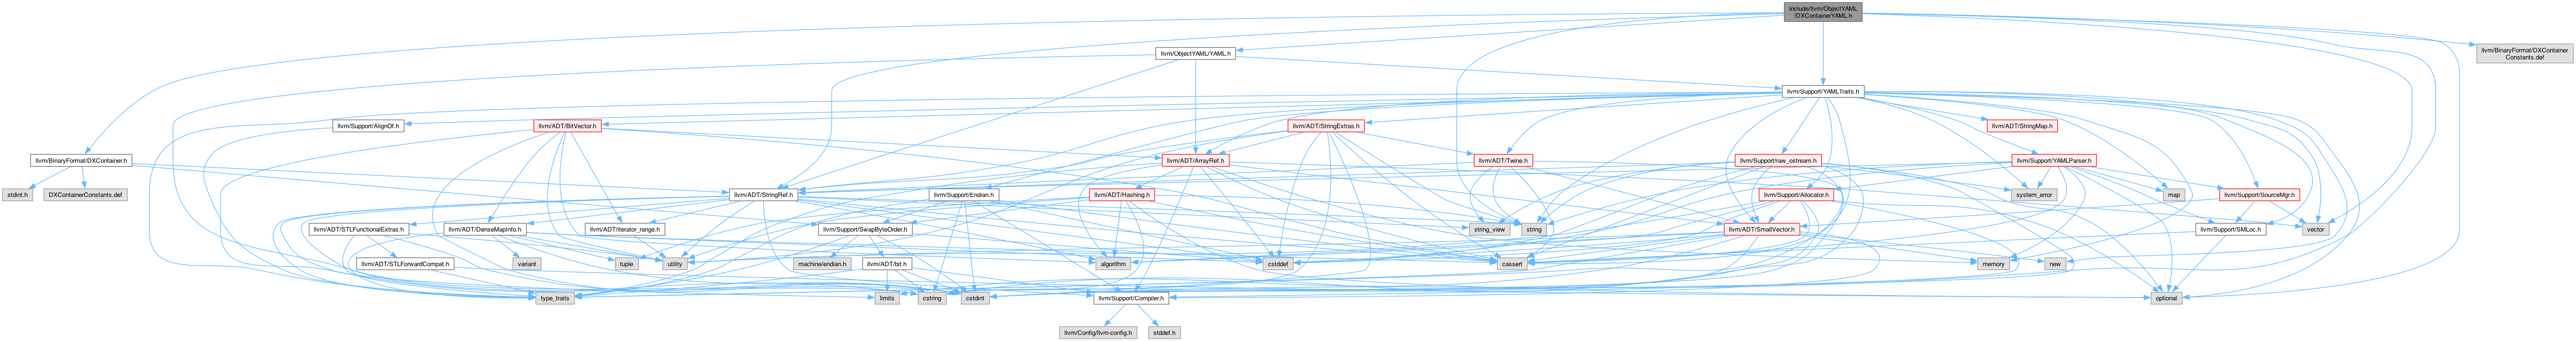 include/llvm/ObjectYAML
/DXContainerYAML.h
llvm/ObjectYAML/YAML.h
llvm/BinaryFormat/DXContainer
Constants.def
llvm/Support/YAMLTraits.h
llvm/Support/AlignOf.h
llvm/ADT/BitVector.h
llvm/ADT/StringExtras.h
llvm/ADT/StringMap.h
llvm/BinaryFormat/DXContainer.h
llvm/ADT/ArrayRef.h
llvm/ADT/Twine.h
llvm/Support/raw_ostream.h
llvm/Support/YAMLParser.h
stdint.h
DXContainerConstants.def
llvm/ADT/StringRef.h
llvm/Support/Endian.h
llvm/ADT/Hashing.h
llvm/Support/Allocator.h
system_error
map
llvm/Support/SourceMgr.h
llvm/ADT/STLFunctionalExtras.h
llvm/ADT/DenseMapInfo.h
llvm/ADT/iterator_range.h
llvm/Support/SwapByteOrder.h
string_view
string
llvm/ADT/SmallVector.h
llvm/Support/SMLoc.h
vector
llvm/ADT/STLForwardCompat.h
variant
tuple
utility
machine/endian.h
llvm/ADT/bit.h
algorithm
cstddef
cassert
memory
new
type_traits
limits
cstring
cstdint
llvm/Support/Compiler.h
optional
llvm/Config/llvm-config.h
stddef.h